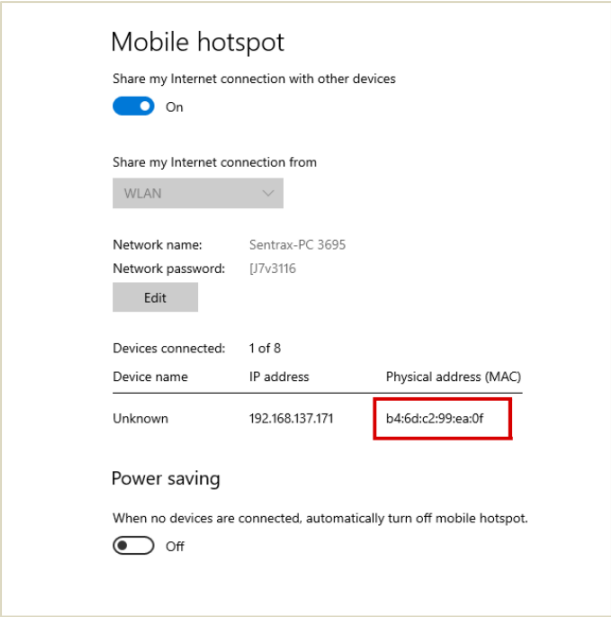 Mobile hotspot
Share my Internet connection with other devices
On
Share my Internet connection from
WLAN
Network name: Sentrax-PC 3695
Network password: [J7v3116
Edit
Devices connected: 1 of 8
Device name IP address Physical address (MAC)
Unknown 192.168.137.171 b4:6d:c2:99:ea:0f
Power saving
When no devices are connected, automatically turn off mobile hotspot.
Off